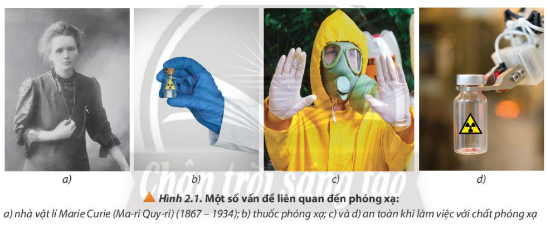 Chân trời sáng tạo
a)
b)
c)
d)
Hình 2.1. Một số vấn đề liên quan đến phóng xạ:
a) nhà vật lí Marie Curie (Ma-ri Quy-ri) (1867 – 1934); b) thuốc phóng xạ; c) và d) an toàn khi làm việc với chất phóng xạ